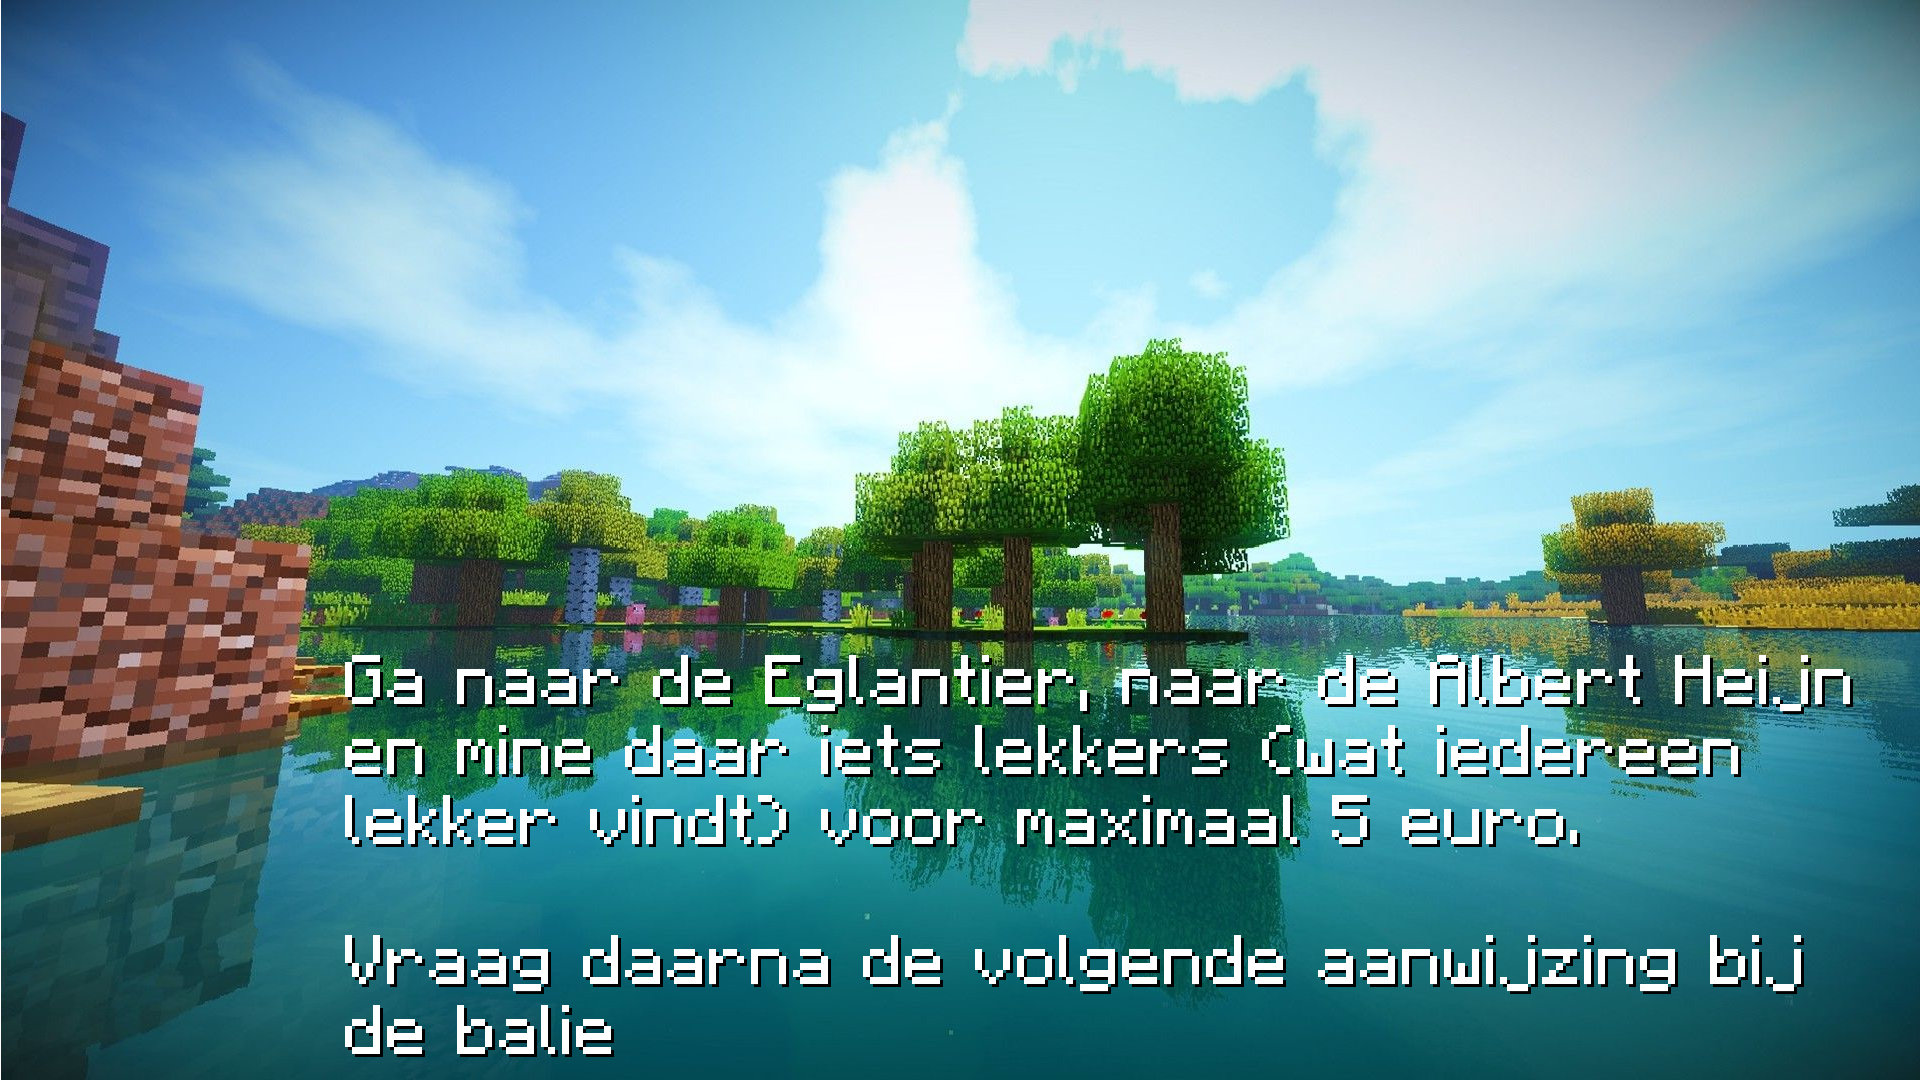 Ga naar de Eglantier, naar de Albert Heijn
en mine daar iets lekkers (wat iedereen
lekker vindt) voor maximaal 5 euro.
Vraag daarna de volgende aanwijzing bij
de balie